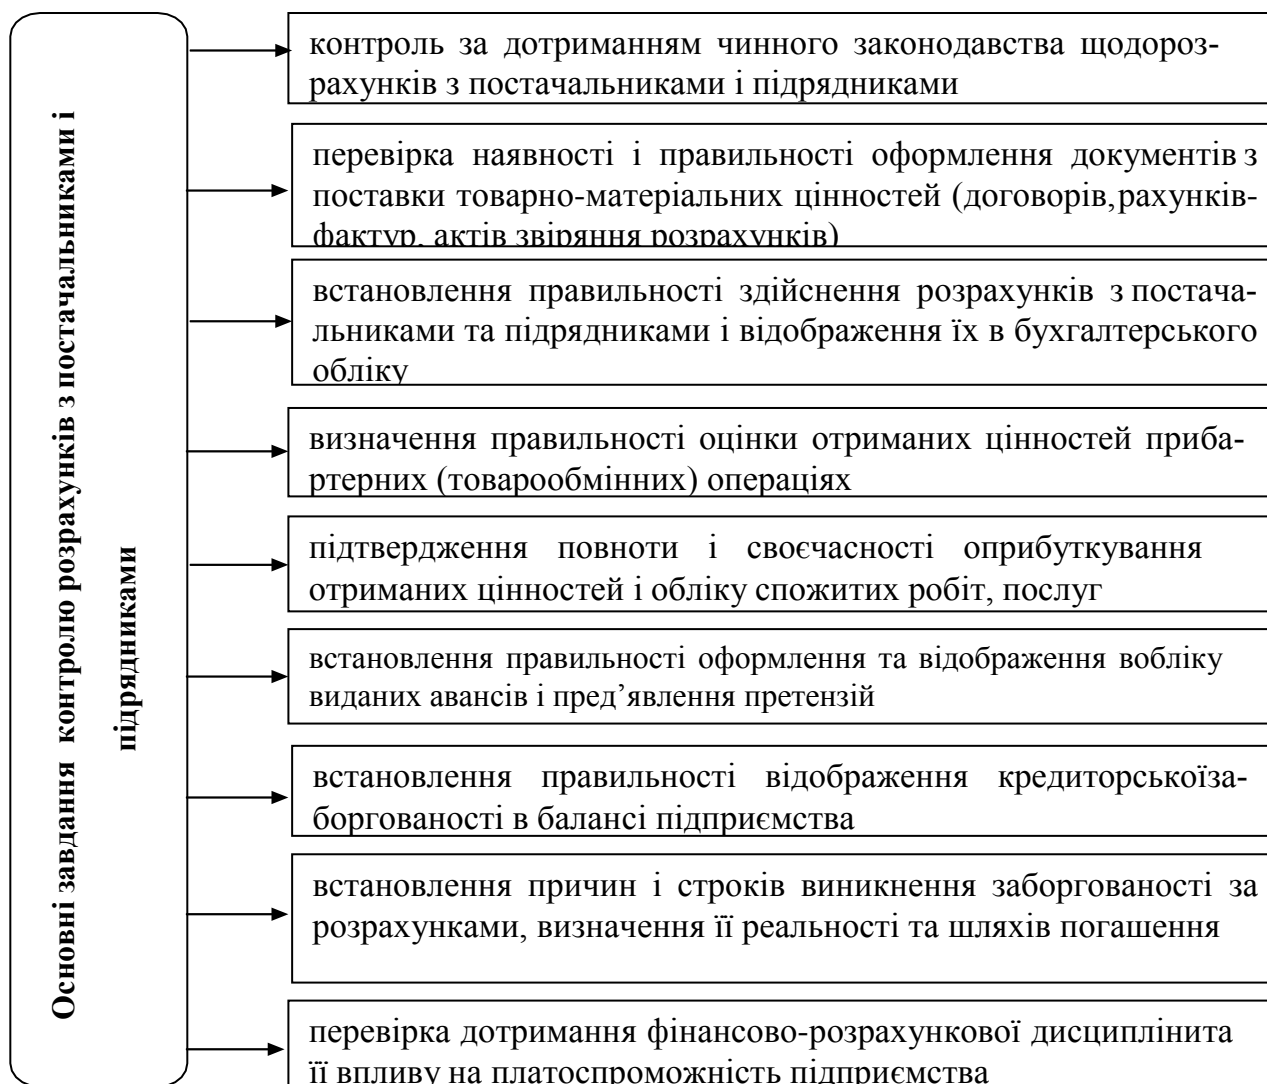 Основні завдання контролю розрахунків з постачальниками і
підрядниками
контроль за дотриманням чинного законодавства щодорoз-
рахунків з постачальниками і підрядниками
перевірка наявності і правильності оформлення документів з
поставки товарно-матеріальних цінностей (договорів,рахунків-
фактур, актів звіряння розрахунків)
встановлення правильності здійснення розрахунків з постача-
льниками та підрядниками і відображення їх в бухгалтерського
обліку
визначення правильності оцінки отриманих цінностей приба-
ртерних (товарообмінних) операціях
підтвердження повноти і своєчасності оприбуткування
отриманих цінностей і обліку спожитих робіт, послуг
встановлення правильності оформлення та відображення вобліку
виданих авансів і пред’явлення претензій
встановлення правильності відображення кредиторськоїза-
боргованості в балансі підприємства
встановлення причин і строків виникнення заборгованості за
розрахунками, визначення її реальності та шляхів погашення
перевірка дотримання фінансово-розрахункової дисциплінита
її впливу на платоспроможність підприємства